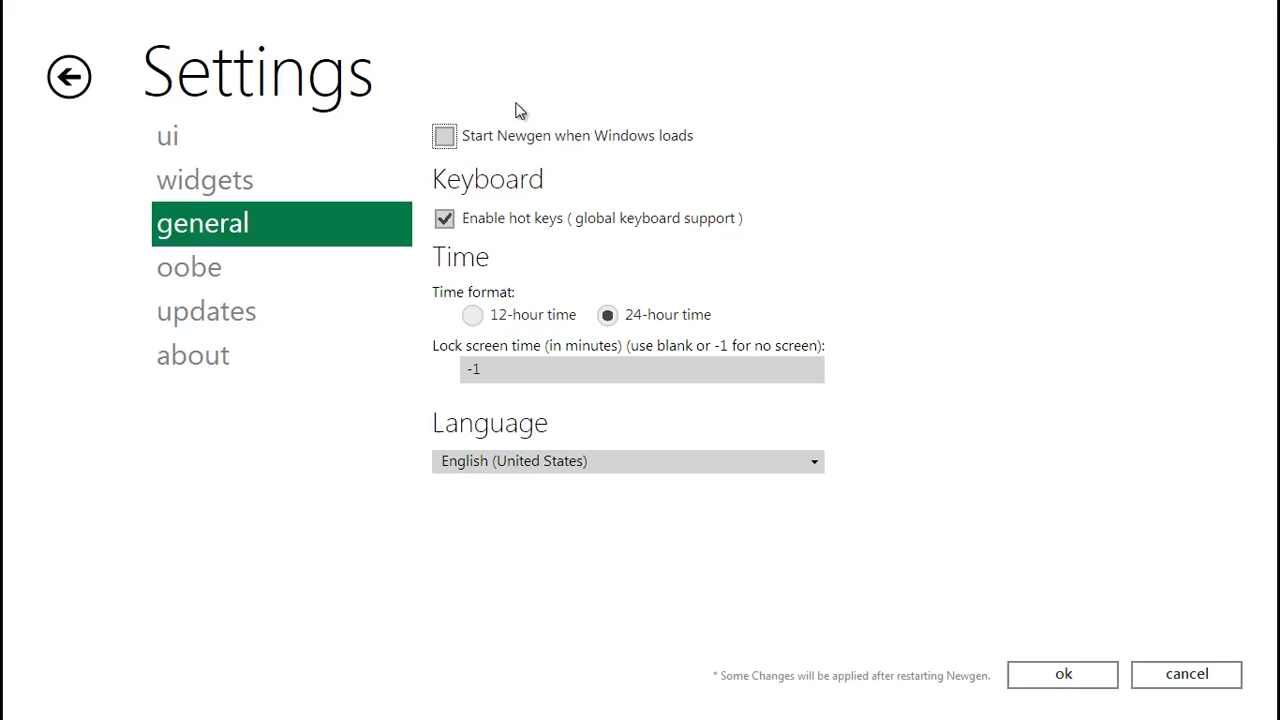 Settings
ui
widgets
general
oobe
updates
about
Start Newgen when Windows loads
Keyboard
Enable hot keys ( global keyboard support )
Time
Time format:
12-hour time 24-hour time
Lock screen time (in minutes) (use blank or -1 for no screen):
-1
Language
English (United States)
* Some Changes will be applied after restarting Newgen.
ok cancel